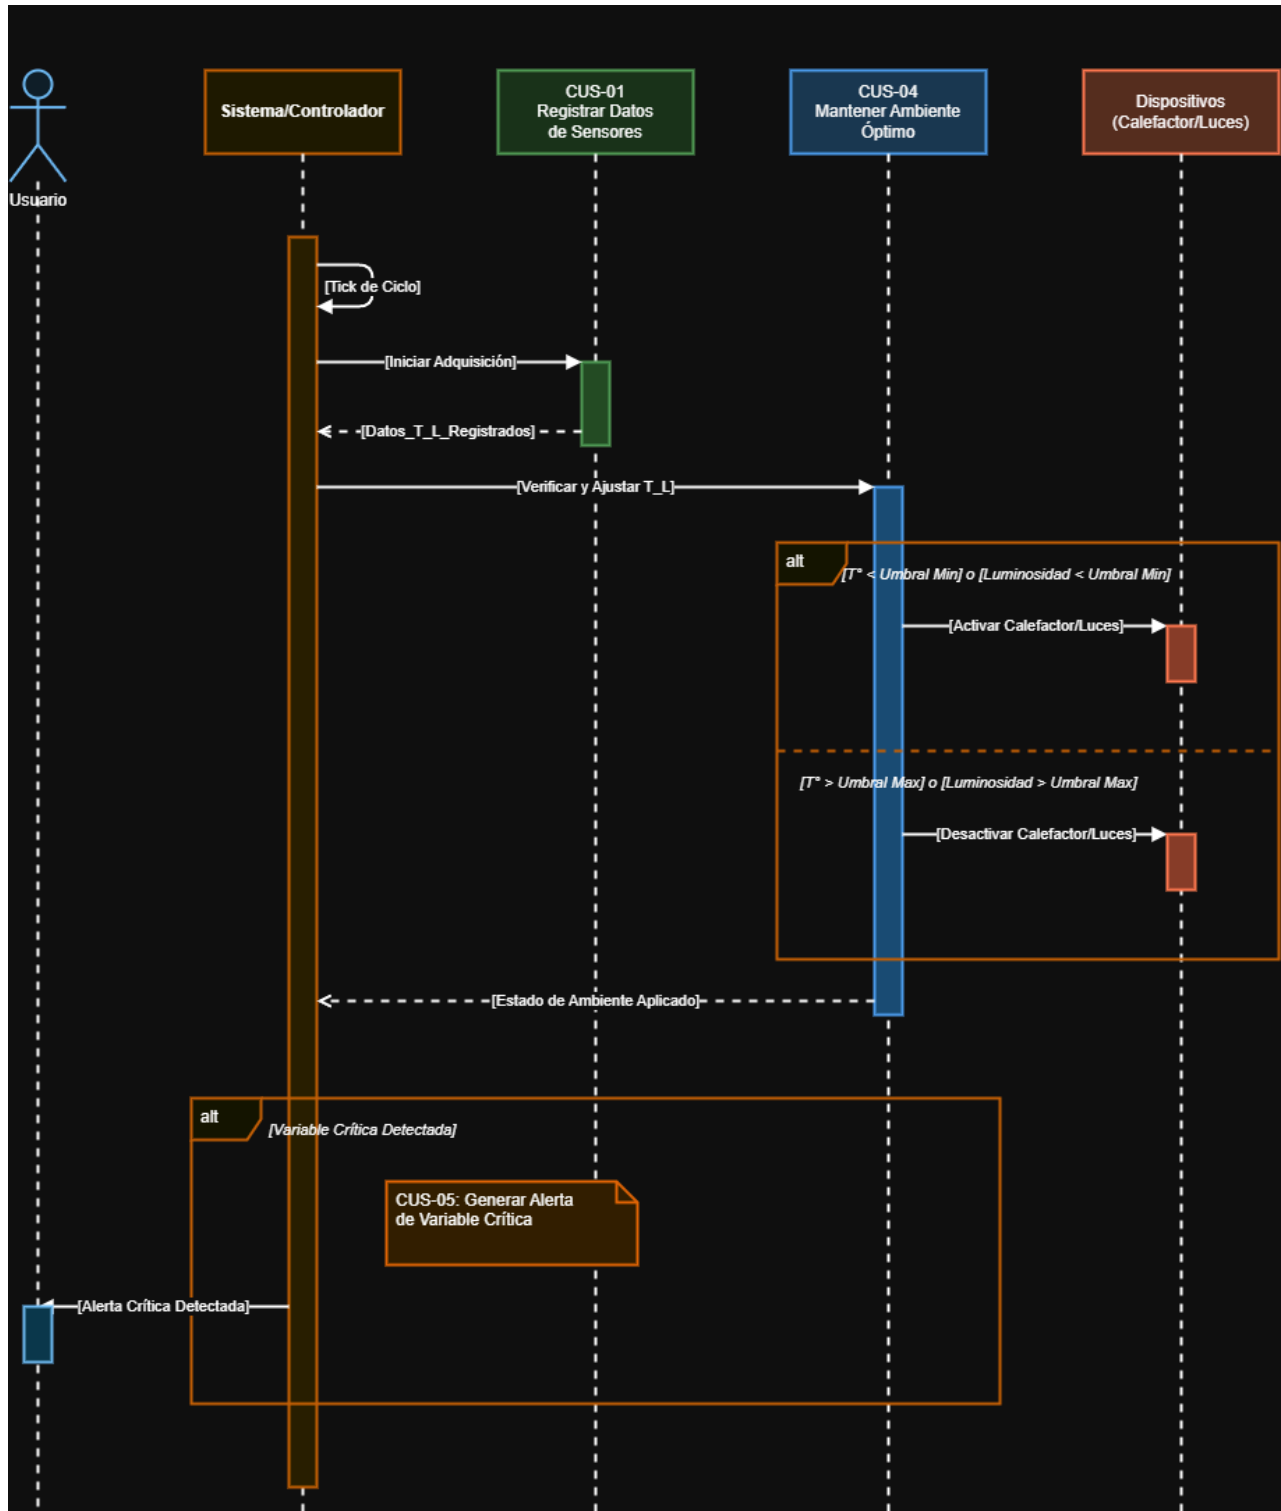 Usuario
Sistema/Controlador
CUS-01
Registrar Datos
de Sensores
CUS-04
Mantener Ambiente
Óptimo
Dispositivos
(Calefactor/Luces)
[Tick de Ciclo]
[Iniciar Adquisición]
[Datos_T_L_Registrados]
[Verificar y Ajustar T_L]
alt
[T° < Umbral Min] o [Luminosidad < Umbral Min]
[Activar Calefactor/Luces]
[T° > Umbral Max] o [Luminosidad > Umbral Max]
[Desactivar Calefactor/Luces]
[Estado de Ambiente Aplicado]
alt
[Variable Crítica Detectada]
CUS-05: Generar Alerta
de Variable Crítica
[Alerta Crítica Detectada]